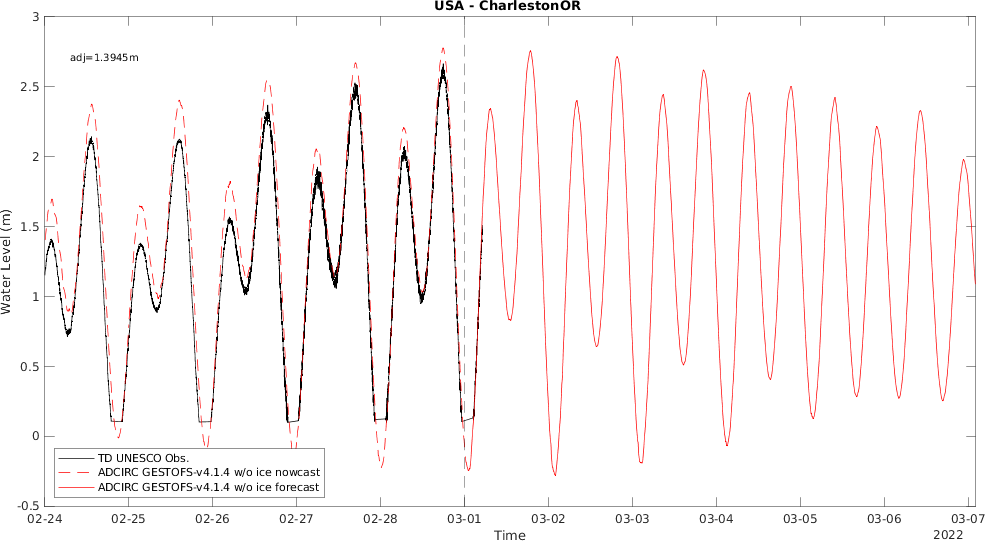 USA - CharlestonOR
adj=1.3945m
3
2.5
2
1.5
1
0.5
0
-0.5
Water Level (m)
TD UNESCO Obs.
ADCIRC GESTOFS-v4.1.4 w/o ice nowcast
ADCIRC GESTOFS-v4.1.4 w/o ice forecast
02-24 02-25 02-26 02-27 02-28 03-01 03-02 03-03 03-04 03-05 03-06 03-07
Time
2022